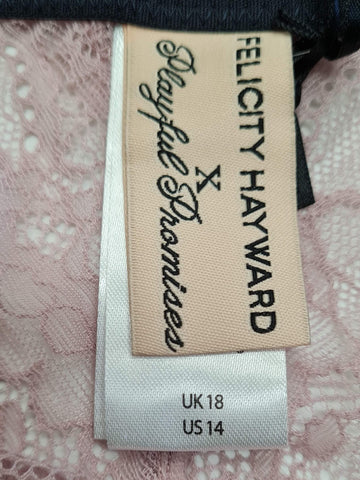 FELICITY HAYWARD
X
Playful Promises
UK 18
US 14